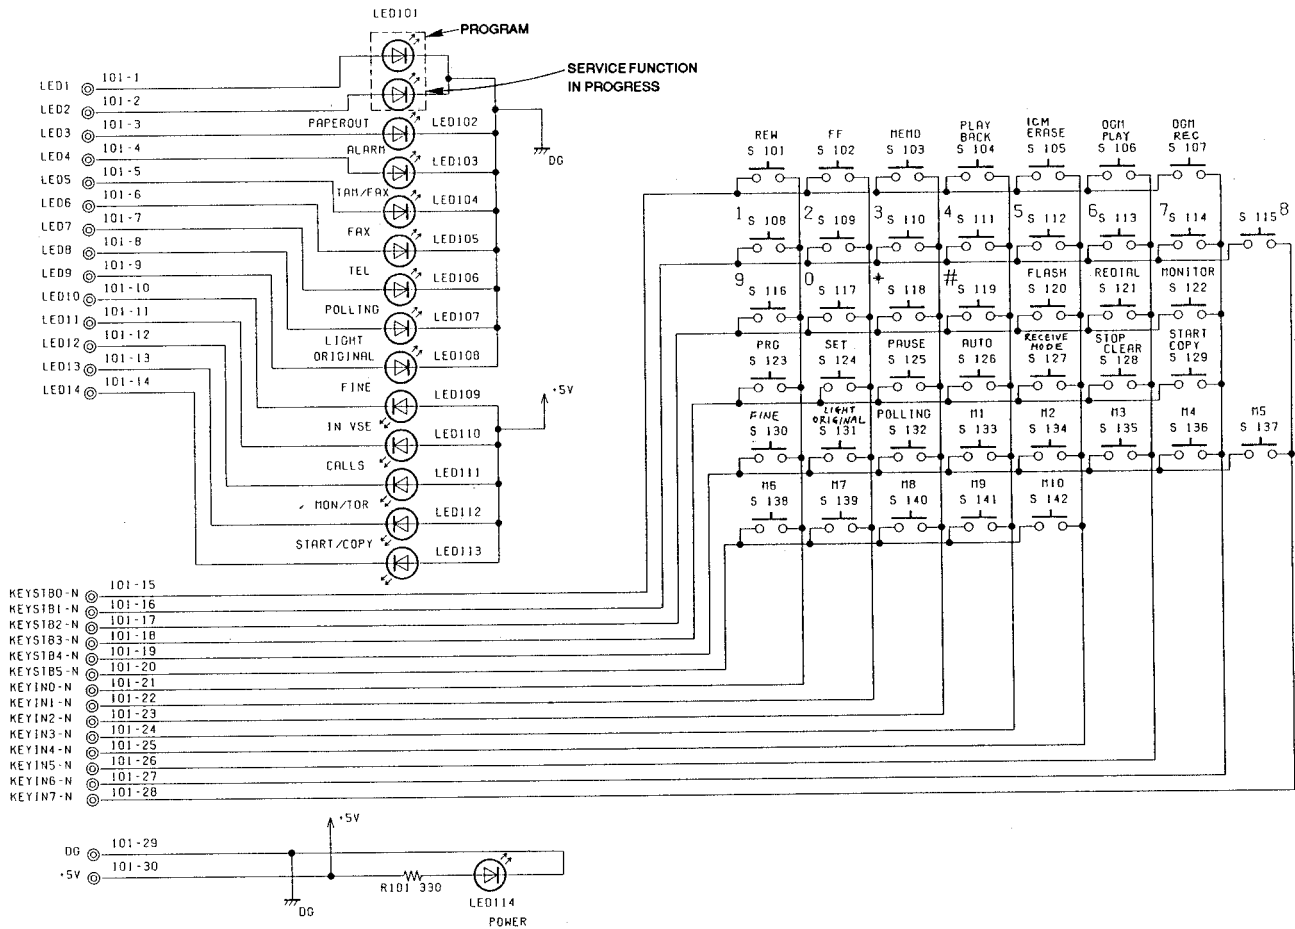 LED101
PROGRAM
SERVICE FUNCTION
IN PROGRESS
LED1 101-1
LED2 101-2
LED3 101-3
LED4 101-4
LED5 101-5
LED6 101-6
LED7 101-7
LED8 101-8
LED9 101-9
LED10 101-10
LED11 101-11
LED12 101-12
LED13 101-13
LED14 101-14
PAPEROUT LED102
ALARM LED103
TAM/FAX LED104
FAX LED105
TEL LED106
POLLING LED107
LIGHT
ORIGINAL LED108
FINE LED109
IN VSE LED110
CALLS LED111
MON/TOR LED112
START/COPY LED113
DG
+5V
REW
S 101
FF
S 102
MEMO
S 103
PLAY
BACK
S 104
ICM
ERASE
S 105
OGM
PLAY
S 106
OGM
REC
S 107
1
S 108
2
S 109
3
S 110
4
S 111
5
S 112
6
S 113
7
S 114
S 115 8
9
S 116
0
S 117
*
S 118
#
S 119
FLASH
S 120
REDIAL
S 121
MONITOR
S 122
PRG
S 123
SET
S 124
PAUSE
S 125
AUTO
S 126
RECEIVE
MODE
S 127
STOP
CLEAR
S 128
START
COPY
S 129
FINE
S 130
LIGHT
ORIGINAL
S 131
POLLING
S 132
M1
S 133
M2
S 134
M3
S 135
M4
S 136
M5
S 137
M6
S 138
M7
S 139
M8
S 140
M9
S 141
M10
S 142
KEYSTB0-N 101-15
KEYSTB1-N 101-16
KEYSTB2-N 101-17
KEYSTB3-N 101-18
KEYSTB4-N 101-19
KEYSTB5-N 101-20
KEYIN0-N 101-21
KEYIN1-N 101-22
KEYIN2-N 101-23
KEYIN3-N 101-24
KEYIN4-N 101-25
KEYIN5-N 101-26
KEYIN6-N 101-27
KEYIN7-N 101-28
+5V
DG 101-29
+5V 101-30
R101 330
LED114
DG
POWER